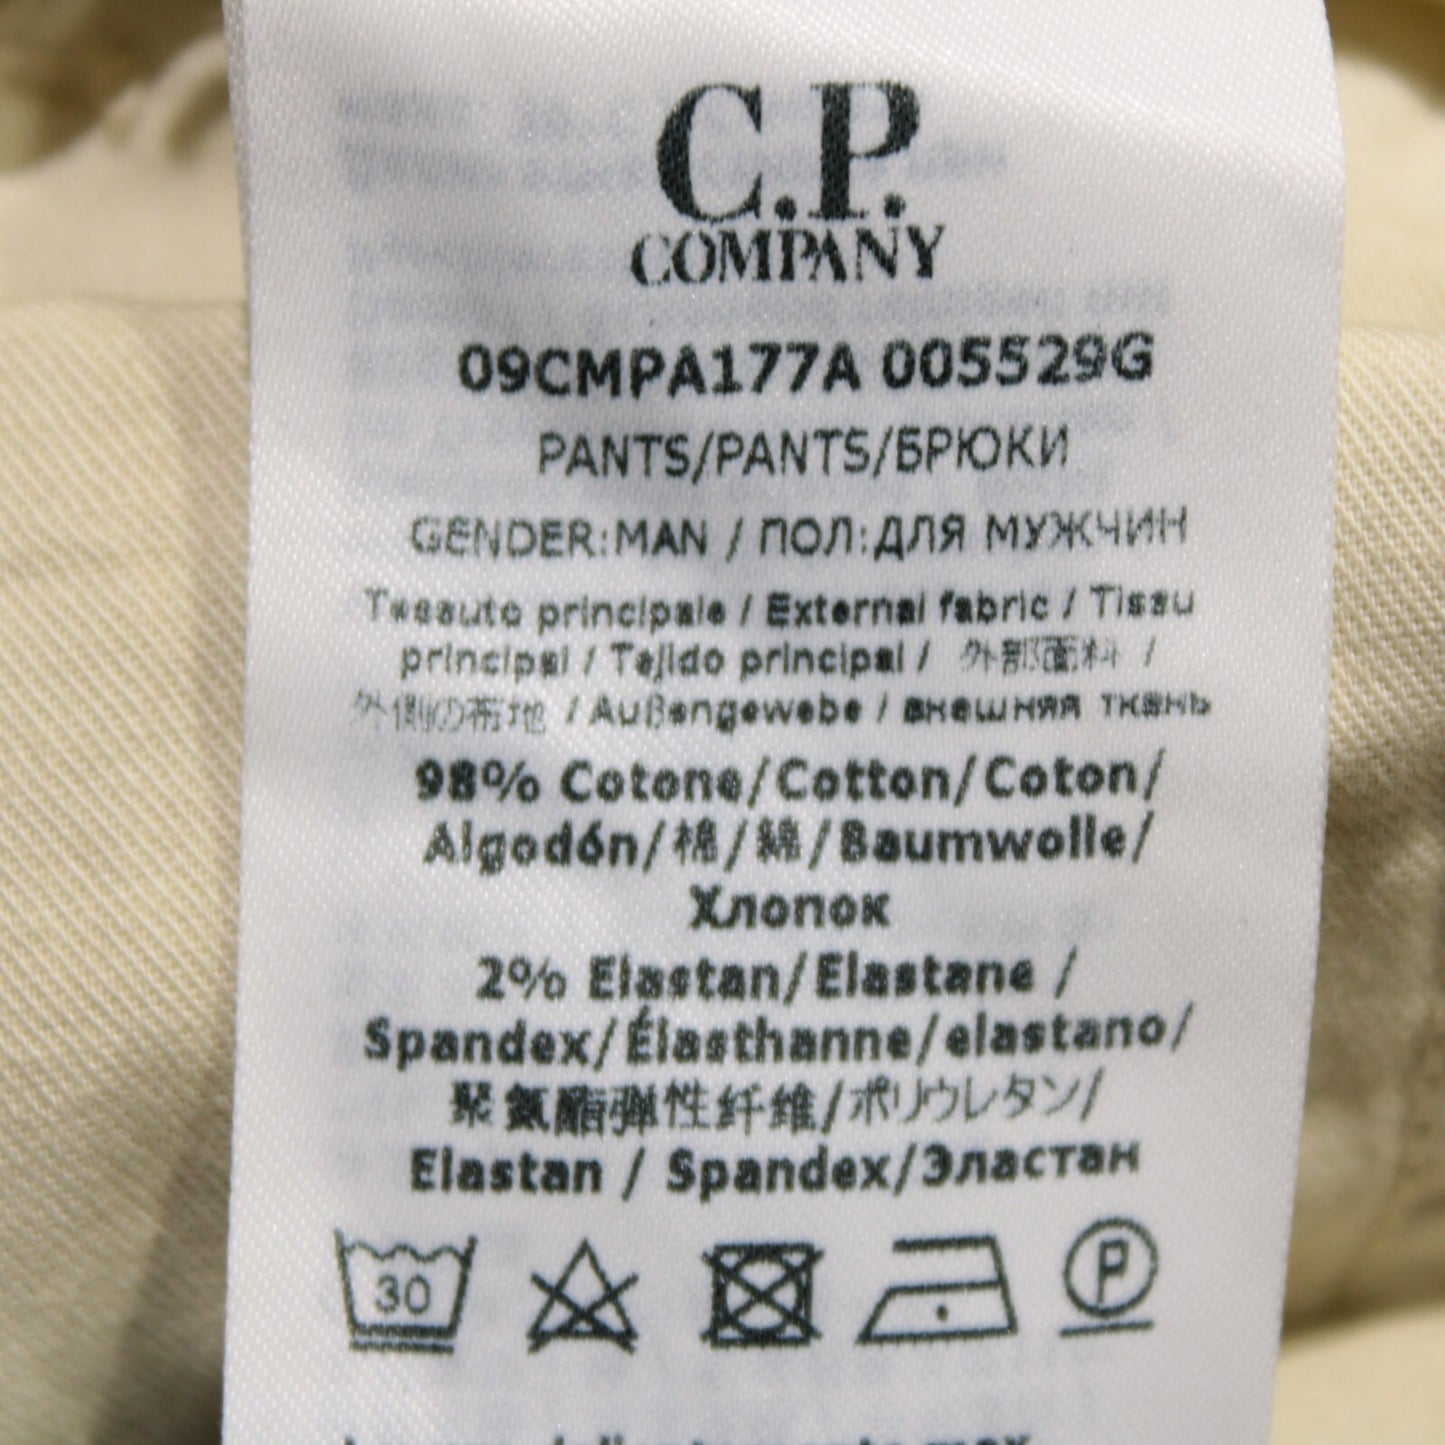 C.P.
COMPANY
09CMPA177A 005529G
PANTS/PANTS/БРЮКИ
GENDER:MAN / ПОЛ:ДЛЯ МУЖЧИН
Tessuto principale / External fabric / Tissu
principal / Tejido principal / 外部面料 /
外側の布地 / Außengewebe / внешняя ткань
98% Cotone/Cotton/Coton/
Algodón/棉/綿/Baumwolle/
Хлопок
2% Elastan/Elastane /
Spandex/Élasthanne/elastano/
聚氨酯弹性纤维/ポリウレタン/
Elastan / Spandex/Эластан
30
P